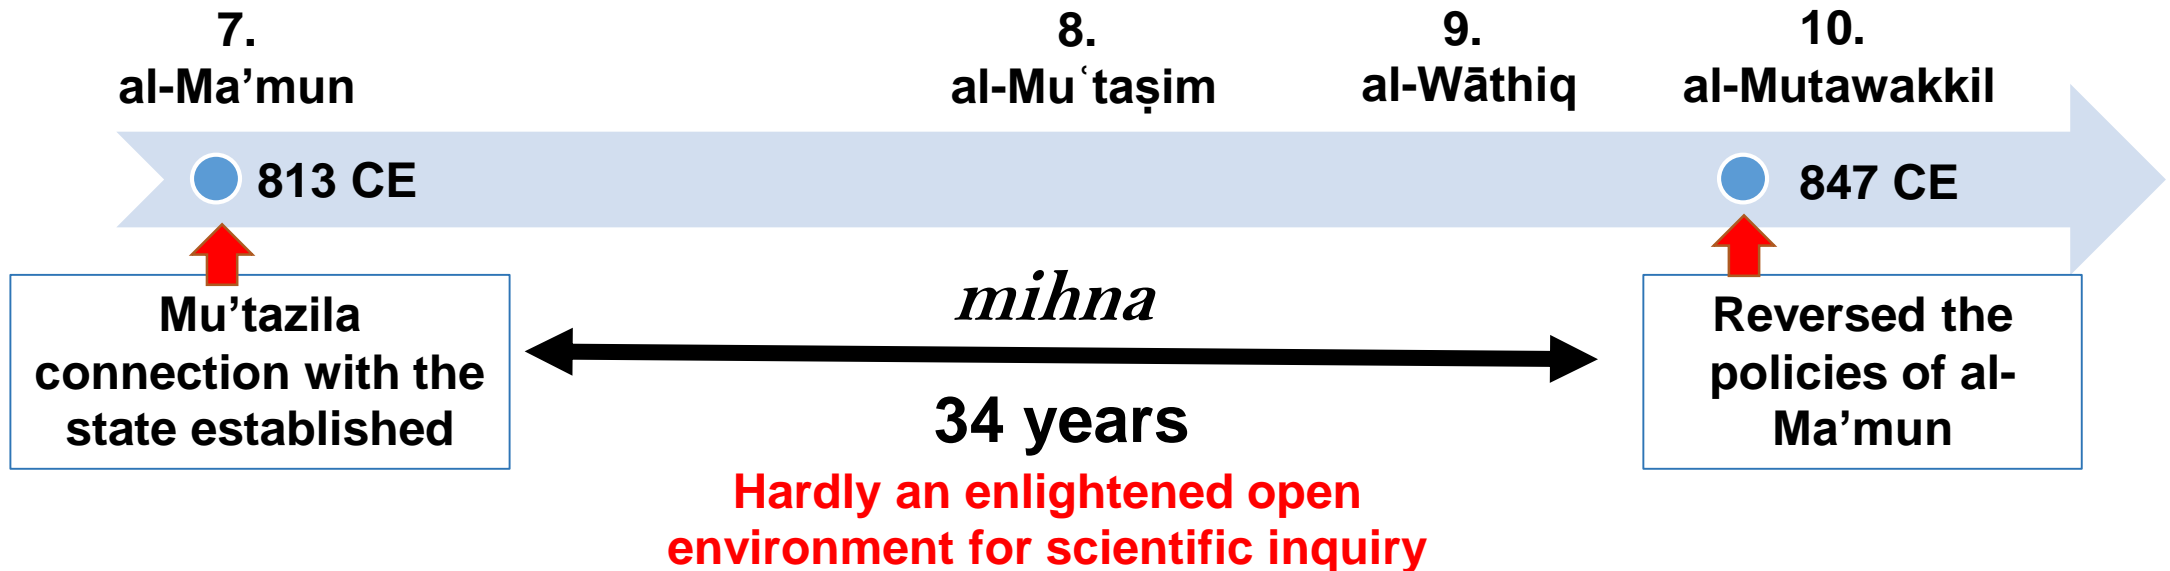 7.
al-Ma’mun
8.
al-Muʿtaṣim
9.
al-Wāthiq
10.
al-Mutawakkil
813 CE
847 CE
Mu’tazila
connection with the
state established
mihna
34 years
Hardly an enlightened open
environment for scientific inquiry
Reversed the
policies of al-
Ma’mun